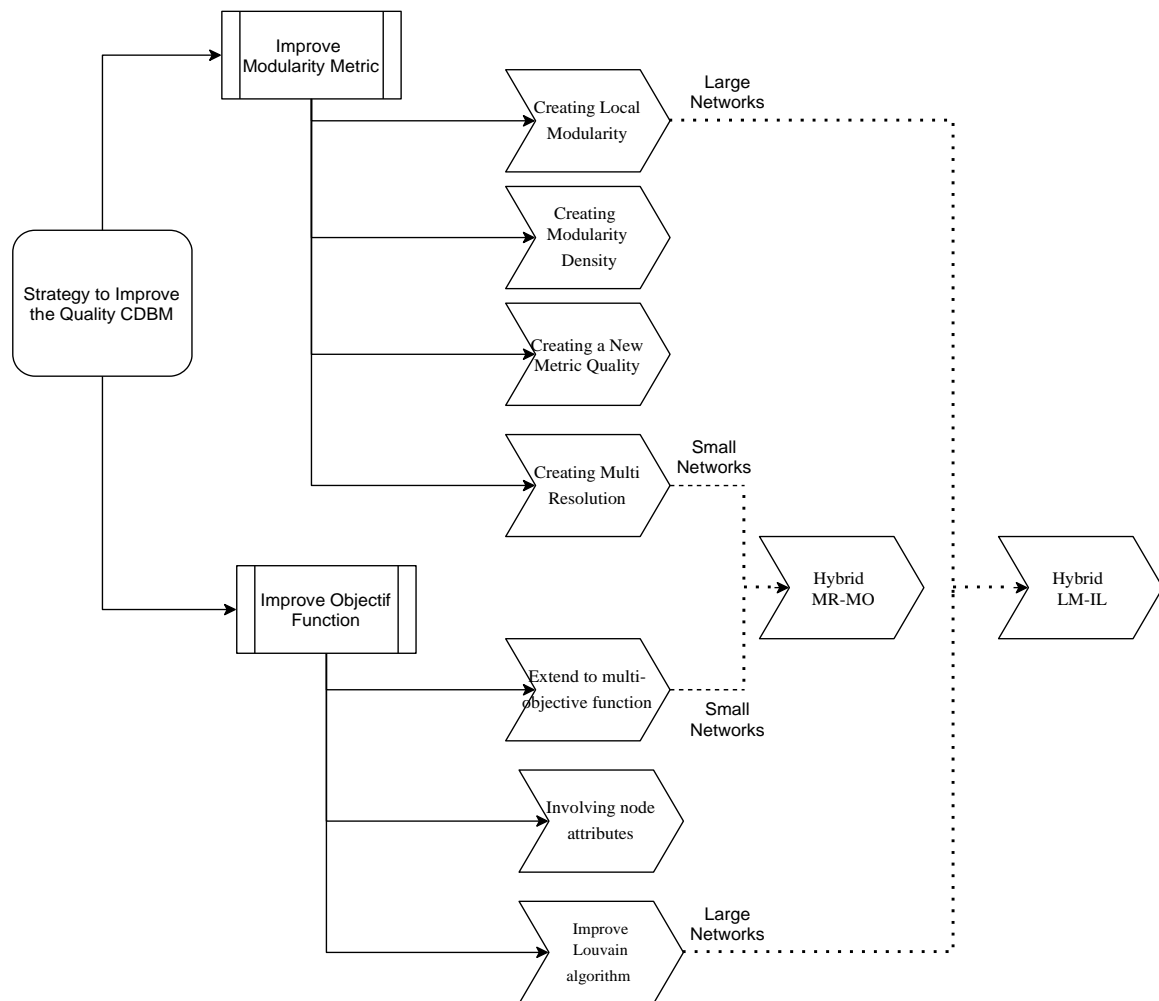 Improve
Modularity Metric
Large
Networks
Creating Local
Modularity
Creating
Modularity
Density
Strategy to Improve
the Quality CDBM
Creating a New
Metric Quality
Small
Networks
Creating Multi
Resolution
Hybrid
MR-MO
Hybrid
LM-IL
Improve Objectif
Function
Extend to multi-
objective function
Small
Networks
Involving node
attributes
Large
Networks
Improve
Louvain
algorithm